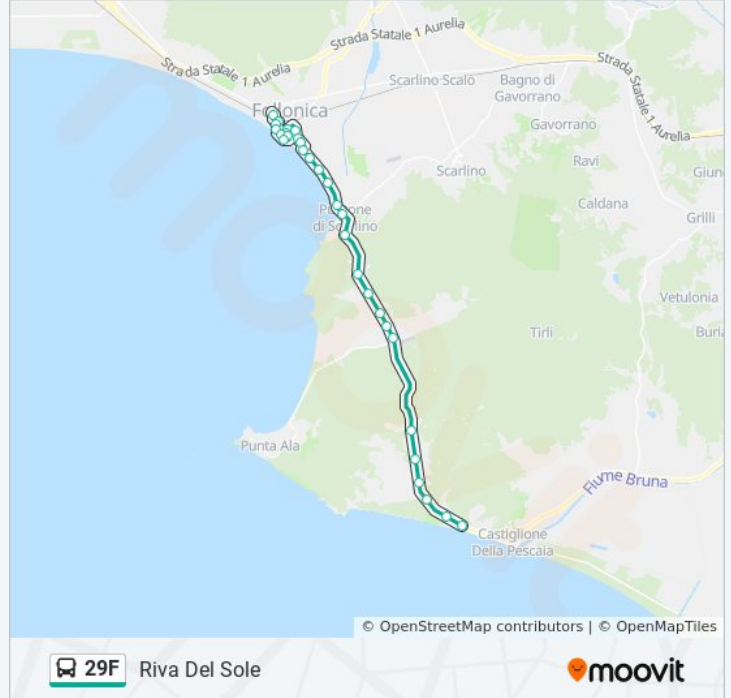 Strada Statale 1 Aurelia
Strada Statale 1 Aurelia
Strada Statale 1 Aurelia
Scarlino Scalo
Bagno di
Gavorrano
Follonica
Gavorrano
Ravi
Scarlino
Giun
Caldana
Puntone
di Scarlino
Grilli
Vetulonia
Buria
Tirli
Punta Ala
Fiume Bruna
Castiglione
Della Pescaia
© OpenStreetMap contributors | © OpenMapTiles
29F Riva Del Sole
moovit